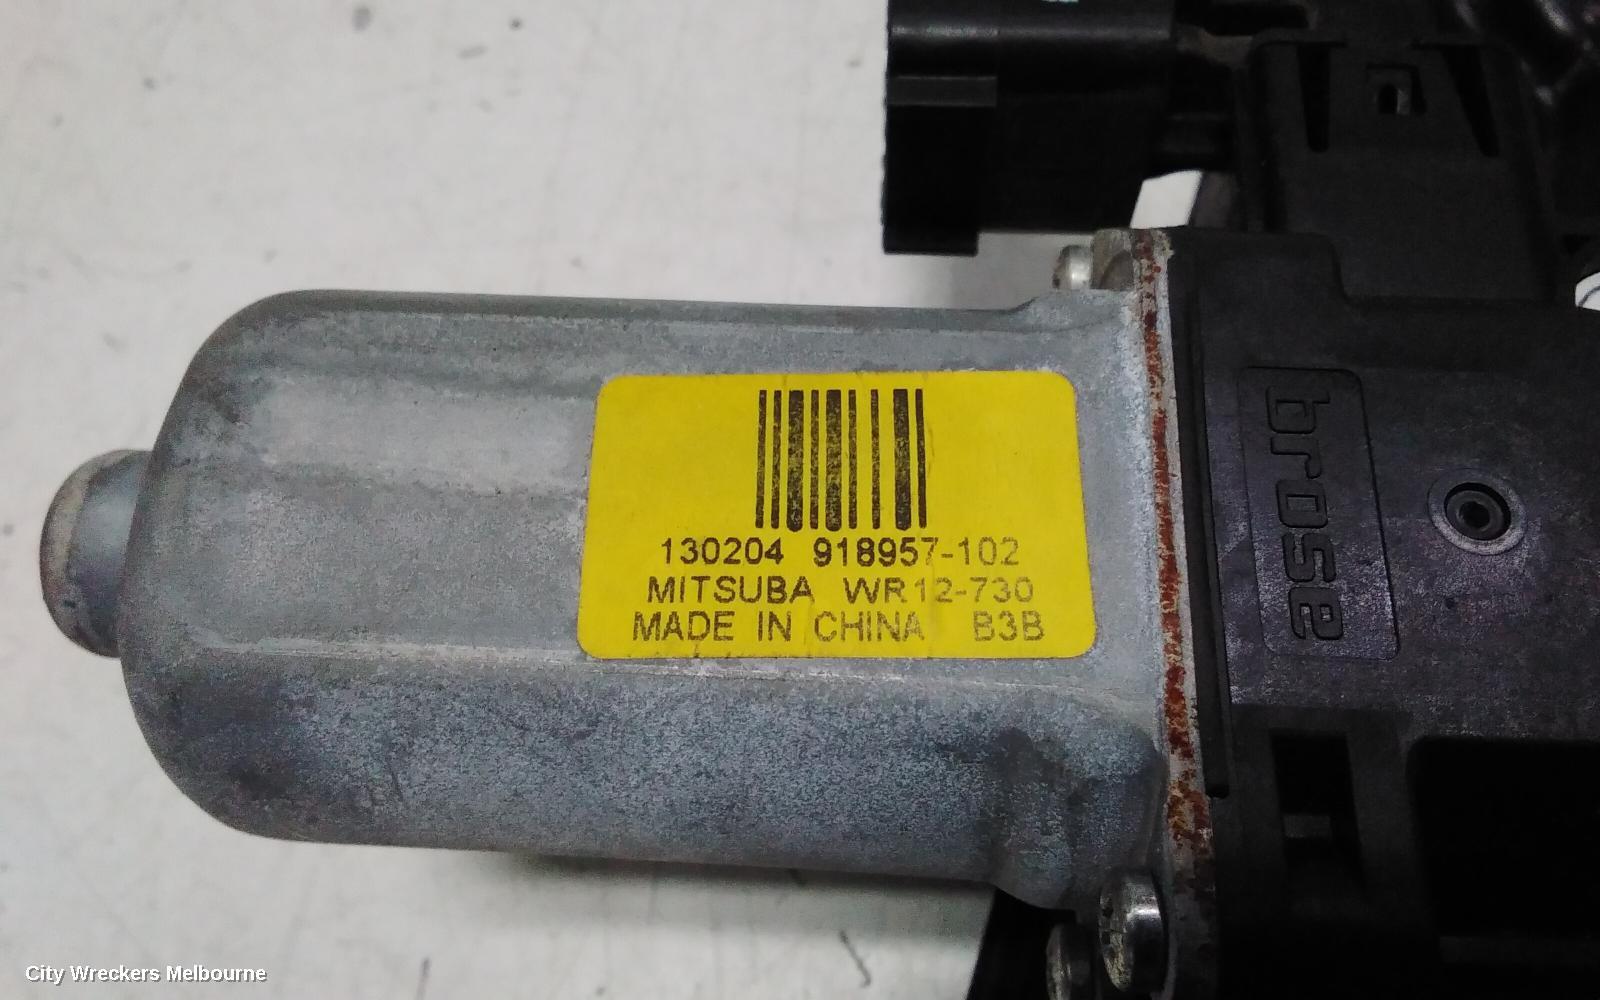 130204 918957-102
MITSUBA WR12-730
MADE IN CHINA B3B
brose
City Wreckers Melbourne